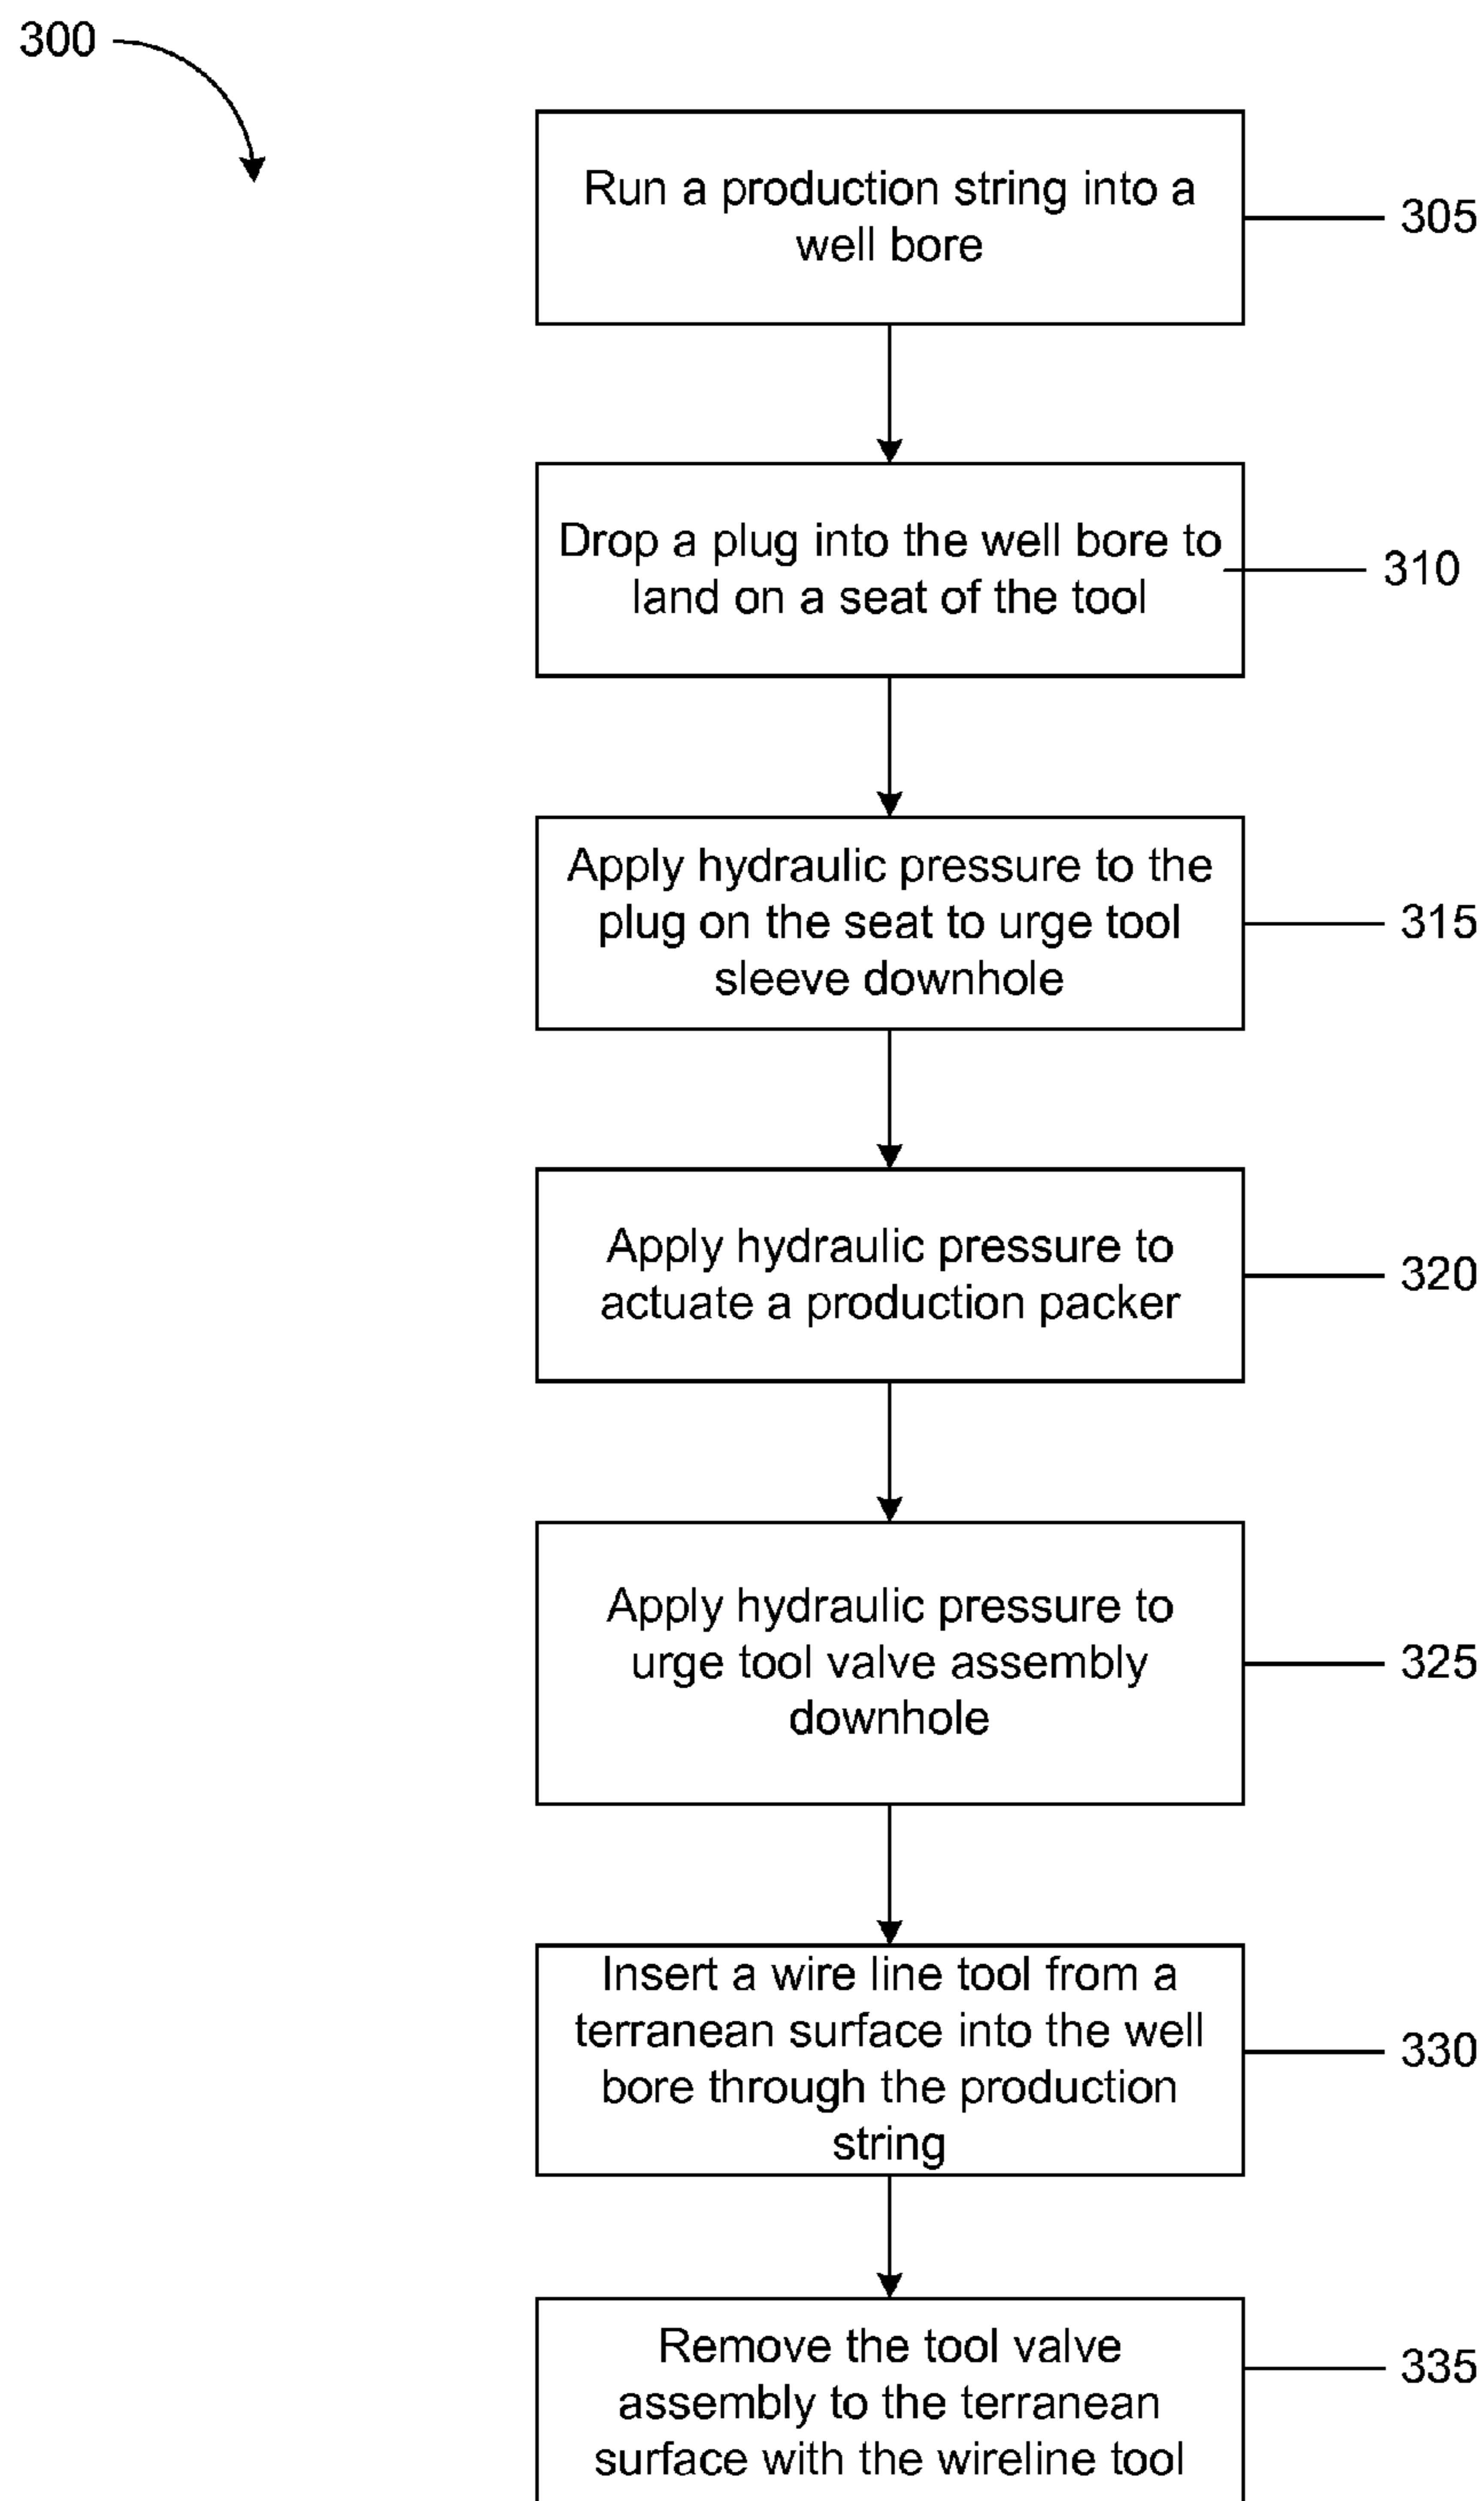 300
Run a production string into a
well bore
305
Drop a plug into the well bore to
land on a seat of the tool
310
Apply hydraulic pressure to the
plug on the seat to urge tool
sleeve downhole
315
Apply hydraulic pressure to
actuate a production packer
320
Apply hydraulic pressure to
urge tool valve assembly
downhole
325
Insert a wire line tool from a
terranean surface into the well
bore through the production
string
330
Remove the tool valve
assembly to the terranean
surface with the wireline tool
335